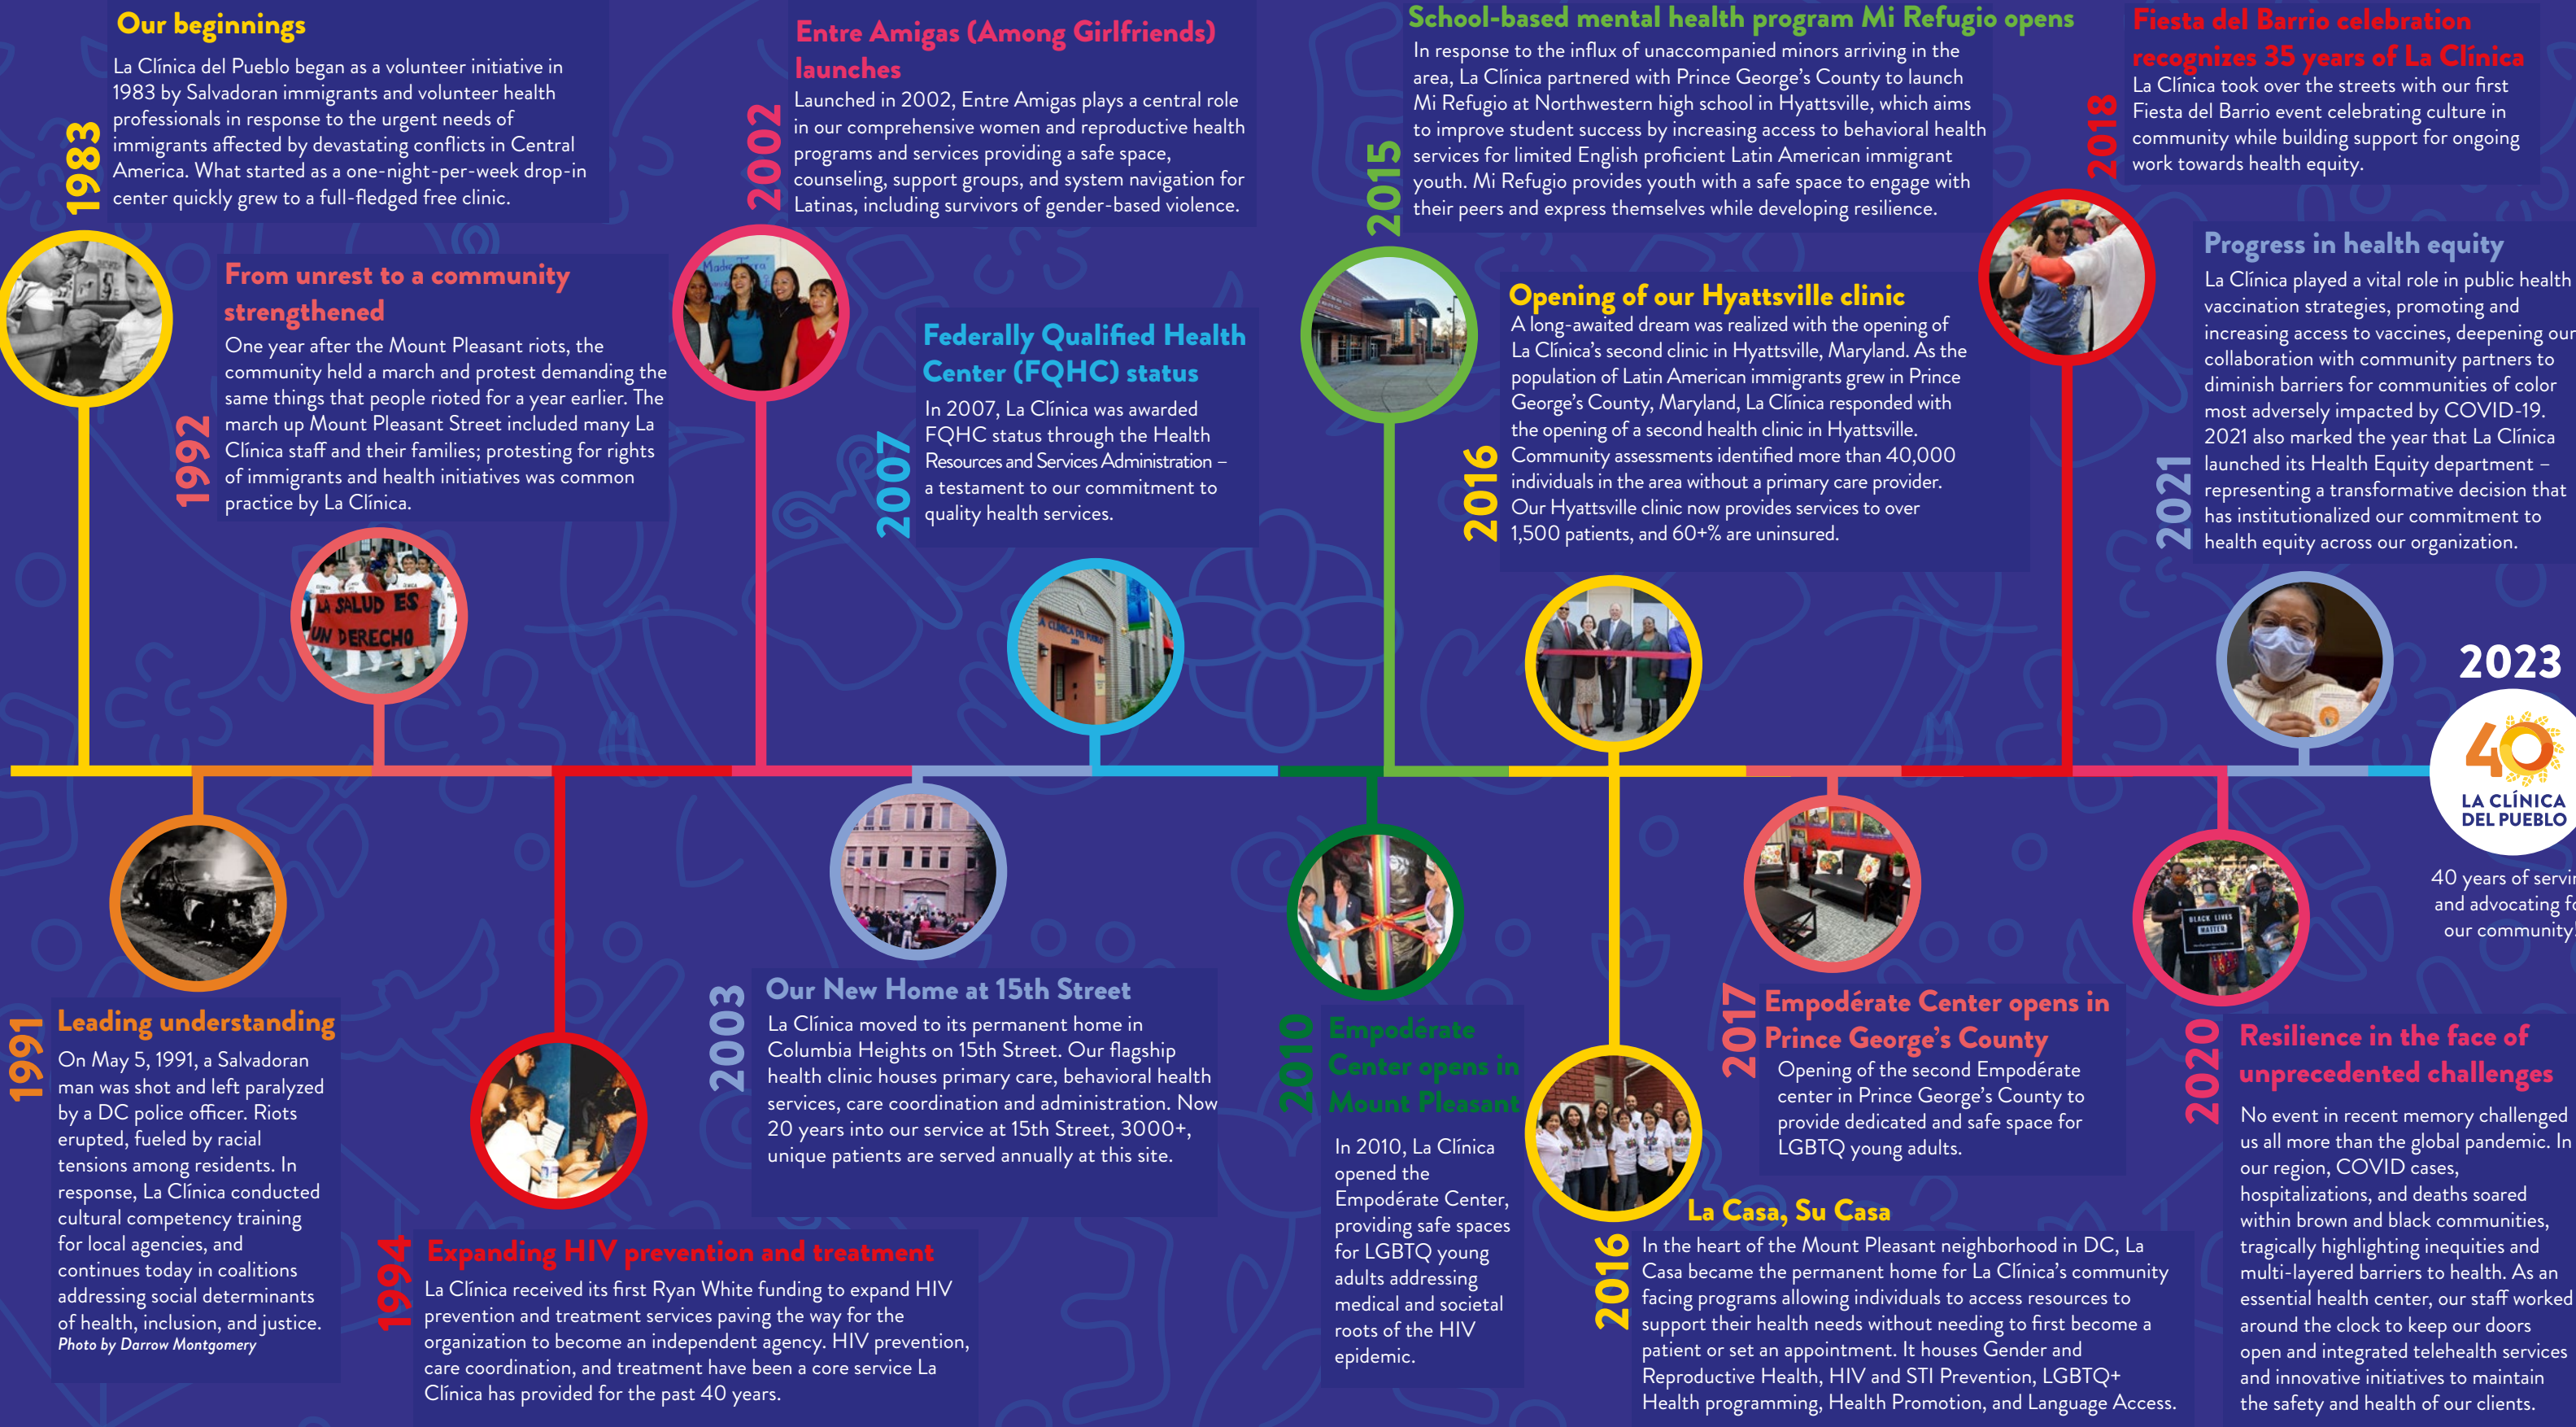 Our beginnings
1983
La Clínica del Pueblo began as a volunteer initiative in
1983 by Salvadoran immigrants and volunteer health
professionals in response to the urgent needs of
immigrants affected by devastating conflicts in Central
America. What started as a one-night-per-week drop-in
center quickly grew to a full-fledged free clinic.
1991
Leading understanding
On May 5, 1991, a Salvadoran
man was shot and left paralyzed
by a DC police officer. Riots
erupted, fueled by racial
tensions among residents. In
response, La Clínica conducted
cultural competency training
for local agencies, and
continues today in coalitions
addressing social determinants
of health, inclusion, and justice.
Photo by Darrow Montgomery
From unrest to a community
strengthened
1992
One year after the Mount Pleasant riots, the
community held a march and protest demanding the
same things that people rioted for a year earlier. The
march up Mount Pleasant Street included many La
Clínica staff and their families; protesting for rights
of immigrants and health initiatives was common
practice by La Clínica.
LA SALUD ES
UN DERECHO
1994
Expanding HIV prevention and treatment
La Clínica received its first Ryan White funding to expand HIV
prevention and treatment services paving the way for the
organization to become an independent agency. HIV prevention,
care coordination, and treatment have been a core service La
Clínica has provided for the past 40 years.
Entre Amigas (Among Girlfriends)
launches
2002
Launched in 2002, Entre Amigas plays a central role
in our comprehensive women and reproductive health
programs and services providing a safe space,
counseling, support groups, and system navigation for
Latinas, including survivors of gender-based violence.
2003
Our New Home at 15th Street
La Clínica moved to its permanent home in
Columbia Heights on 15th Street. Our flagship
health clinic houses primary care, behavioral health
services, care coordination and administration. Now
20 years into our service at 15th Street, 3000+,
unique patients are served annually at this site.
Federally Qualified Health
Center (FQHC) status
2007
In 2007, La Clínica was awarded
FQHC status through the Health
Resources and Services Administration –
a testament to our commitment to
quality health services.
A CLINICA DEL PUEBLO
2010
Empodérate
Center opens in
Mount Pleasant
In 2010, La Clínica
opened the
Empodérate Center,
providing safe spaces
for LGBTQ young
adults addressing
medical and societal
roots of the HIV
epidemic.
School-based mental health program Mi Refugio opens
2015
In response to the influx of unaccompanied minors arriving in the
area, La Clínica partnered with Prince George's County to launch
Mi Refugio at Northwestern high school in Hyattsville, which aims
to improve student success by increasing access to behavioral health
services for limited English proficient Latin American immigrant
youth. Mi Refugio provides youth with a safe space to engage with
their peers and express themselves while developing resilience.
Opening of our Hyattsville clinic
2016
A long-awaited dream was realized with the opening of
La Clínica's second clinic in Hyattsville, Maryland. As the
population of Latin American immigrants grew in Prince
George's County, Maryland, La Clínica responded with
the opening of a second health clinic in Hyattsville.
Community assessments identified more than 40,000
individuals in the area without a primary care provider.
Our Hyattsville clinic now provides services to over
1,500 patients, and 60+% are uninsured.
La Casa, Su Casa
2016
In the heart of the Mount Pleasant neighborhood in DC, La
Casa became the permanent home for La Clínica's community
facing programs allowing individuals to access resources to
support their health needs without needing to first become a
patient or set an appointment. It houses Gender and
Reproductive Health, HIV and STI Prevention, LGBTQ+
Health programming, Health Promotion, and Language Access.
2017
Empodérate Center opens in
Prince George's County
Opening of the second Empodérate
center in Prince George's County to
provide dedicated and safe space for
LGBTQ young adults.
Fiesta del Barrio celebration
recognizes 35 years of La Clínica
2018
La Clínica took over the streets with our first
Fiesta del Barrio event celebrating culture in
community while building support for ongoing
work towards health equity.
2020
Resilience in the face of
unprecedented challenges
No event in recent memory challenged
us all more than the global pandemic. In
our region, COVID cases,
hospitalizations, and deaths soared
within brown and black communities,
tragically highlighting inequities and
multi-layered barriers to health. As an
essential health center, our staff worked
around the clock to keep our doors
open and integrated telehealth services
and innovative initiatives to maintain
the safety and health of our clients.
BLACK LIVES
MATTER
Progress in health equity
2021
La Clínica played a vital role in public health
vaccination strategies, promoting and
increasing access to vaccines, deepening our
collaboration with community partners to
diminish barriers for communities of color
most adversely impacted by COVID-19.
2021 also marked the year that La Clínica
launched its Health Equity department –
representing a transformative decision that
has institutionalized our commitment to
health equity across our organization.
2023
40
LA CLÍNICA
DEL PUEBLO
40 years of servin
and advocating fo
our community